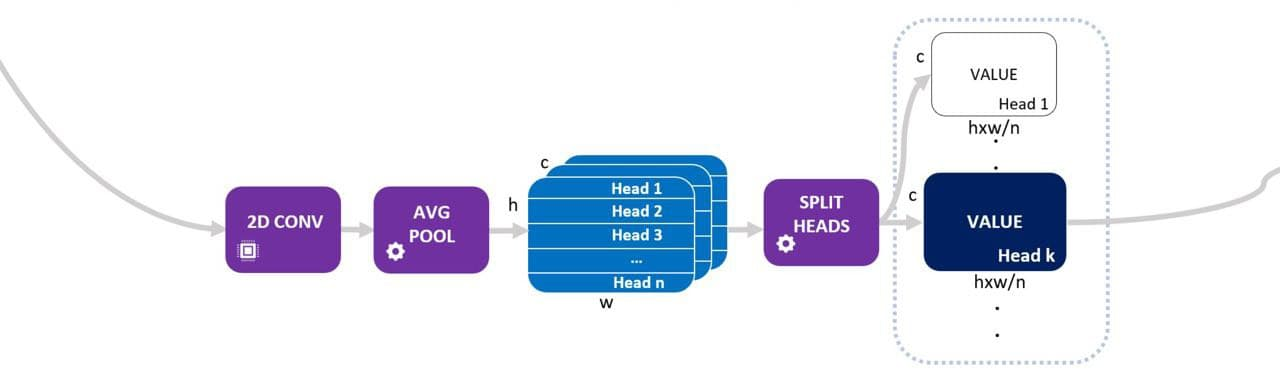 2D CONV
AVG
POOL
c
h
Head 1
Head 2
Head 3
...
Head n
w
SPLIT
HEADS
c
VALUE
Head 1
hxw/n
.
.
c
VALUE
Head k
hxw/n
.
.